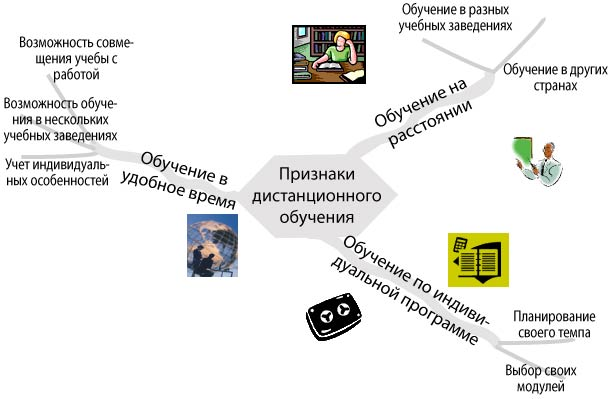 Признаки
дистанционного
обучения
Обучение на
расстоянии
Обучение в разных
учебных заведениях
Обучение в других
странах
Обучение по индиви-
дуальной программе
Планирование
своего темпа
Выбор своих
модулей
Обучение в
удобное время
Возможность совме-
щения учебы с
работой
Возможность обуче-
ния в нескольких
учебных заведениях
Учет индивидуаль-
ных особенностей